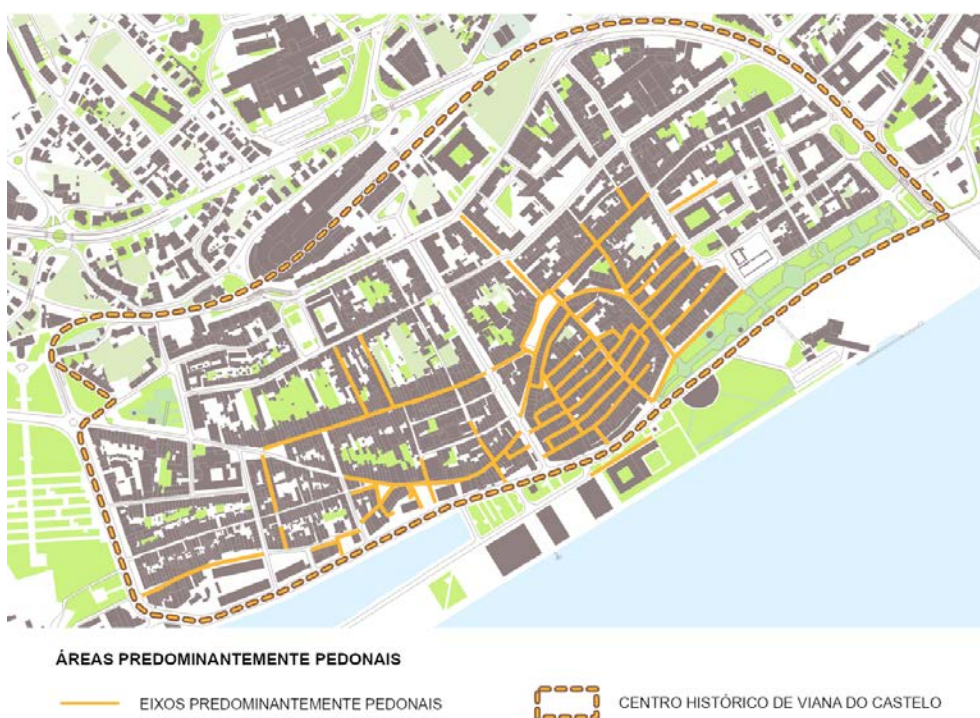 ÁREAS PREDOMINANTEMENTE PEDONAIS
EIXOS PREDOMINANTEMENTE PEDONAIS
CENTRO HISTÓRICO DE VIANA DO CASTELO